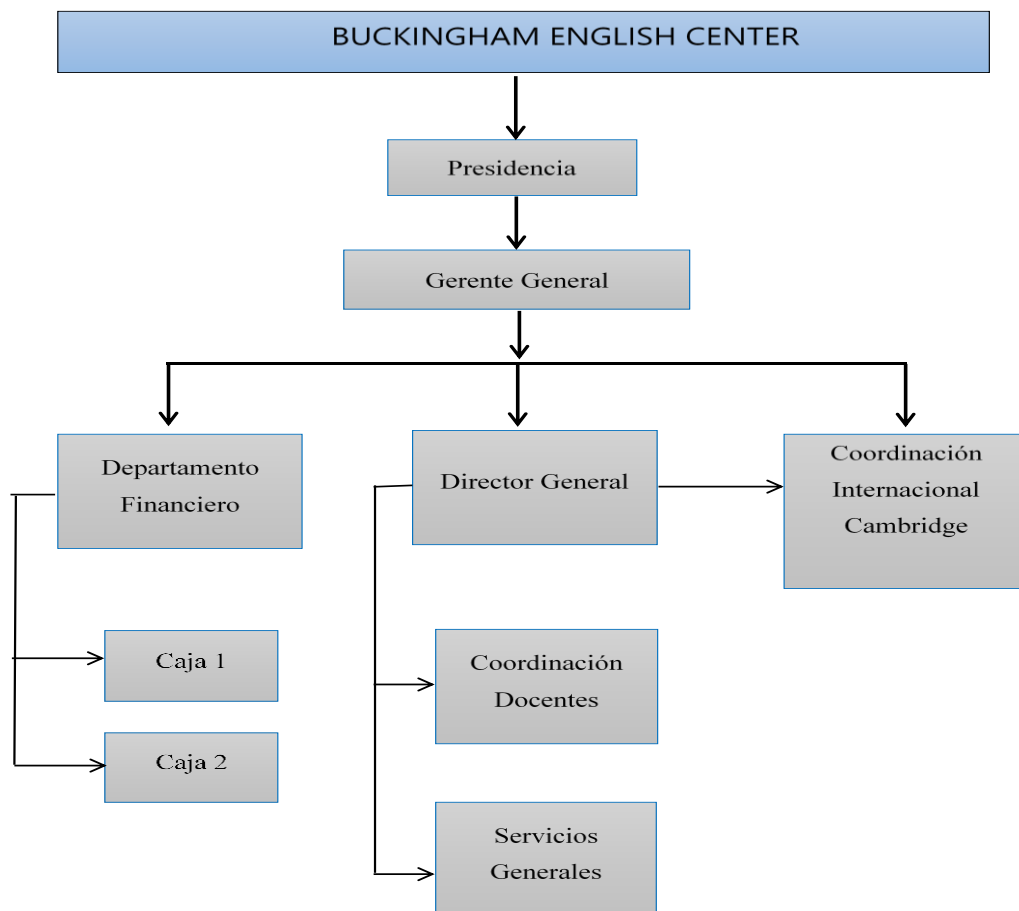 BUCKINGHAM ENGLISH CENTER
Presidencia
Gerente General
Departamento
Financiero
Director General
Coordinación
Internacional
Cambridge
Caja 1
Caja 2
Coordinación
Docentes
Servicios
Generales